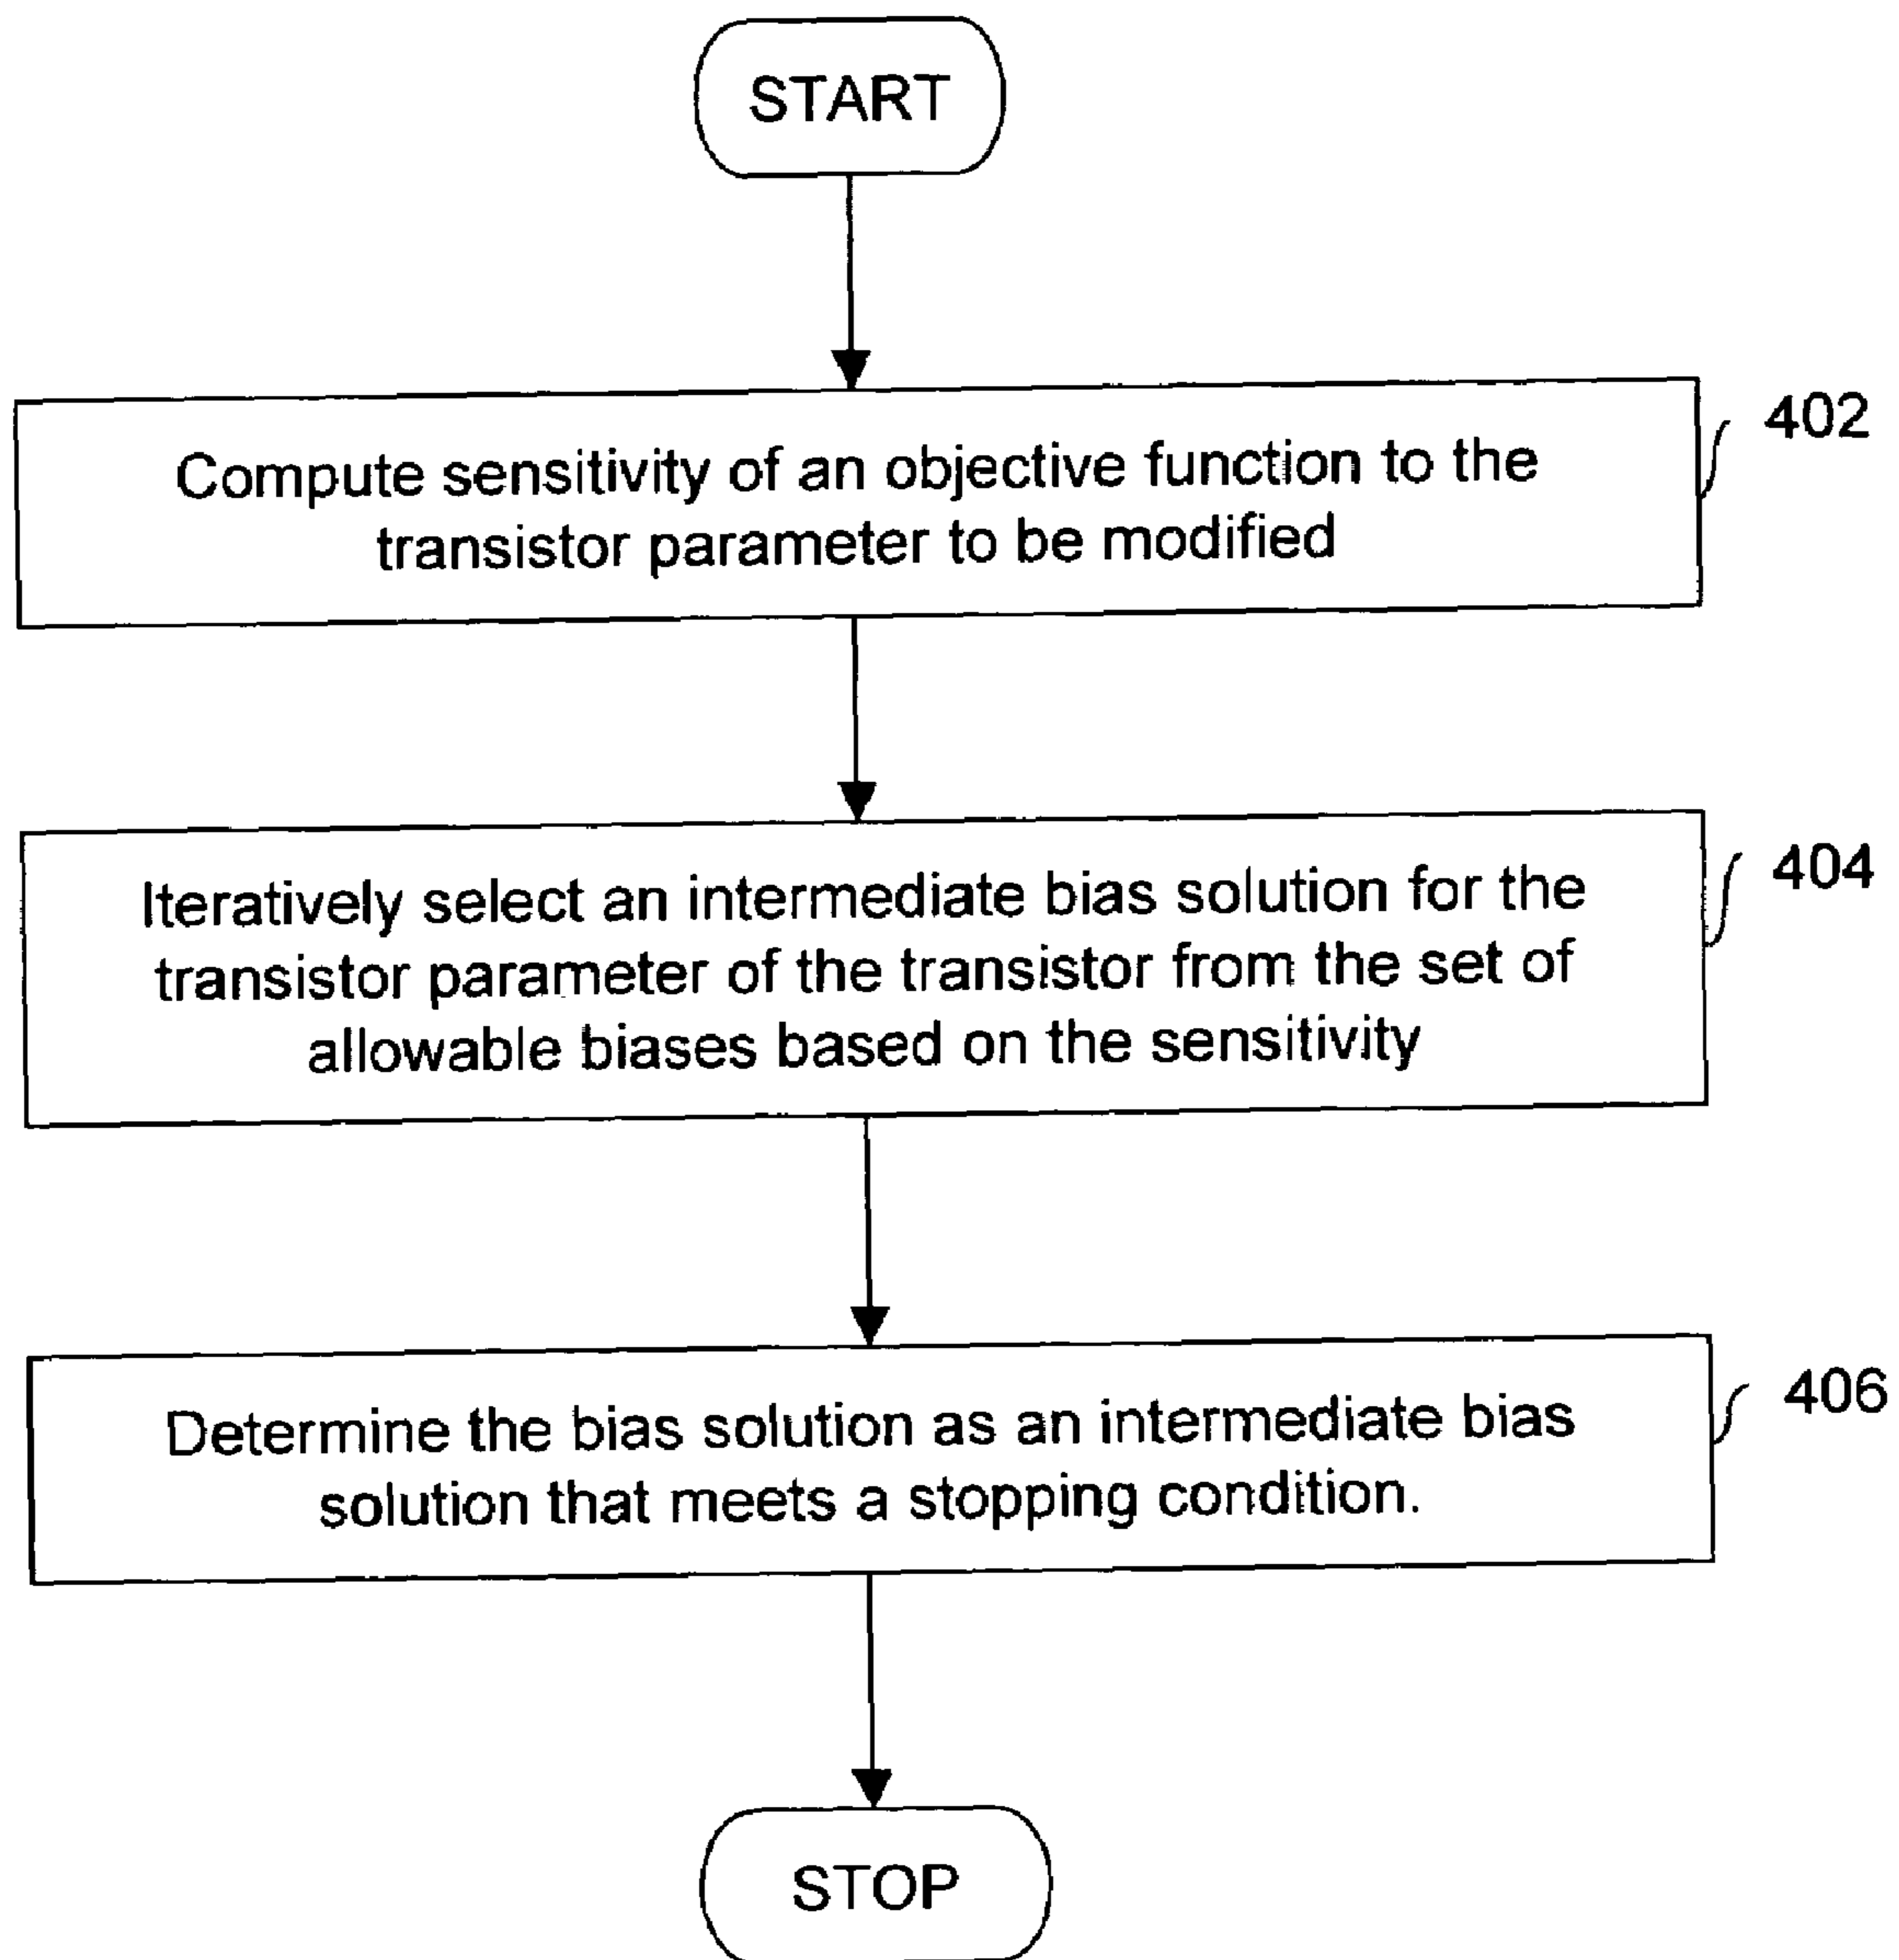 START
402
Compute sensitivity of an objective function to the
transistor parameter to be modified
404
Iteratively select an intermediate bias solution for the
transistor parameter of the transistor from the set of
allowable biases based on the sensitivity
406
Determine the bias solution as an intermediate bias
solution that meets a stopping condition.
STOP